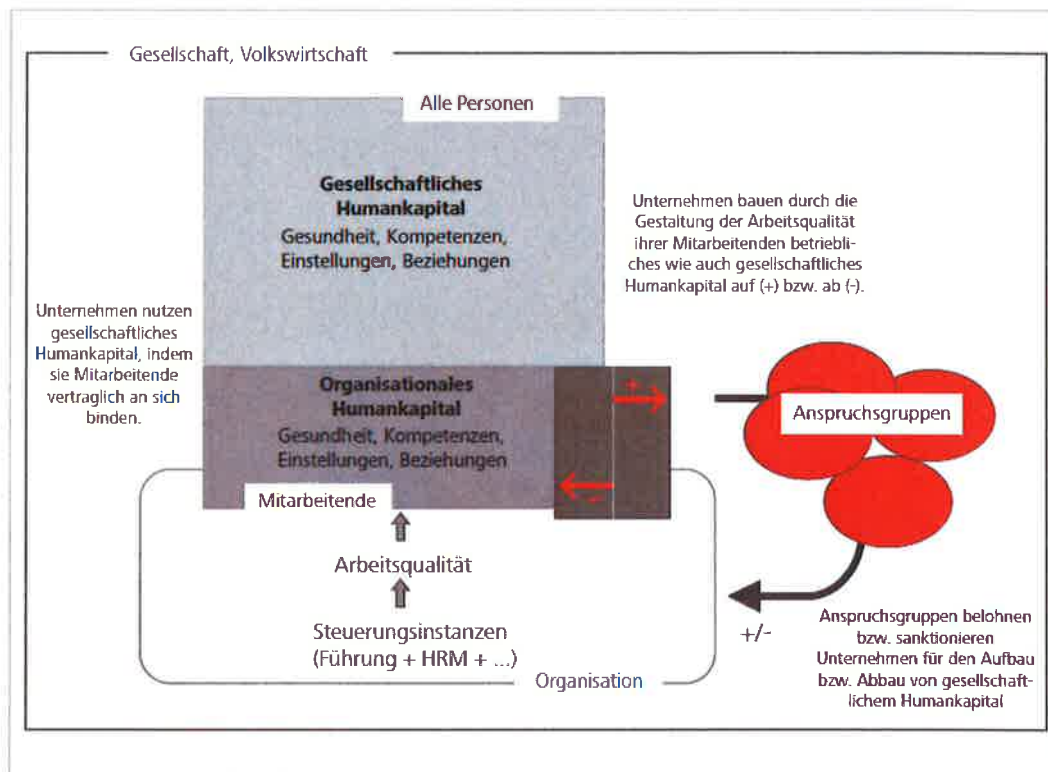 Gesellschaft, Volkswirtschaft
Alle Personen
Gesellschaftliches
Humankapital
Gesundheit, Kompetenzen,
Einstellungen, Beziehungen
Unternehmen bauen durch die
Gestaltung der Arbeitsqualität
ihrer Mitarbeitenden betriebli-
ches wie auch gesellschaftliches
Humankapital auf (+) bzw. ab (-).
Unternehmen nutzen
gesellschaftliches
Humankapital, indem
sie Mitarbeitende
vertraglich an sich
binden.
Organisationales
Humankapital
Gesundheit, Kompetenzen,
Einstellungen, Beziehungen
+
-
Anspruchsgruppen
Mitarbeitende
Arbeitsqualität
Steuerungsinstanzen
(Führung + HRM + ...)
Organisation
+/-
Anspruchsgruppen belohnen
bzw. sanktionieren
Unternehmen für den Aufbau
bzw. Abbau von gesellschaft-
lichem Humankapital